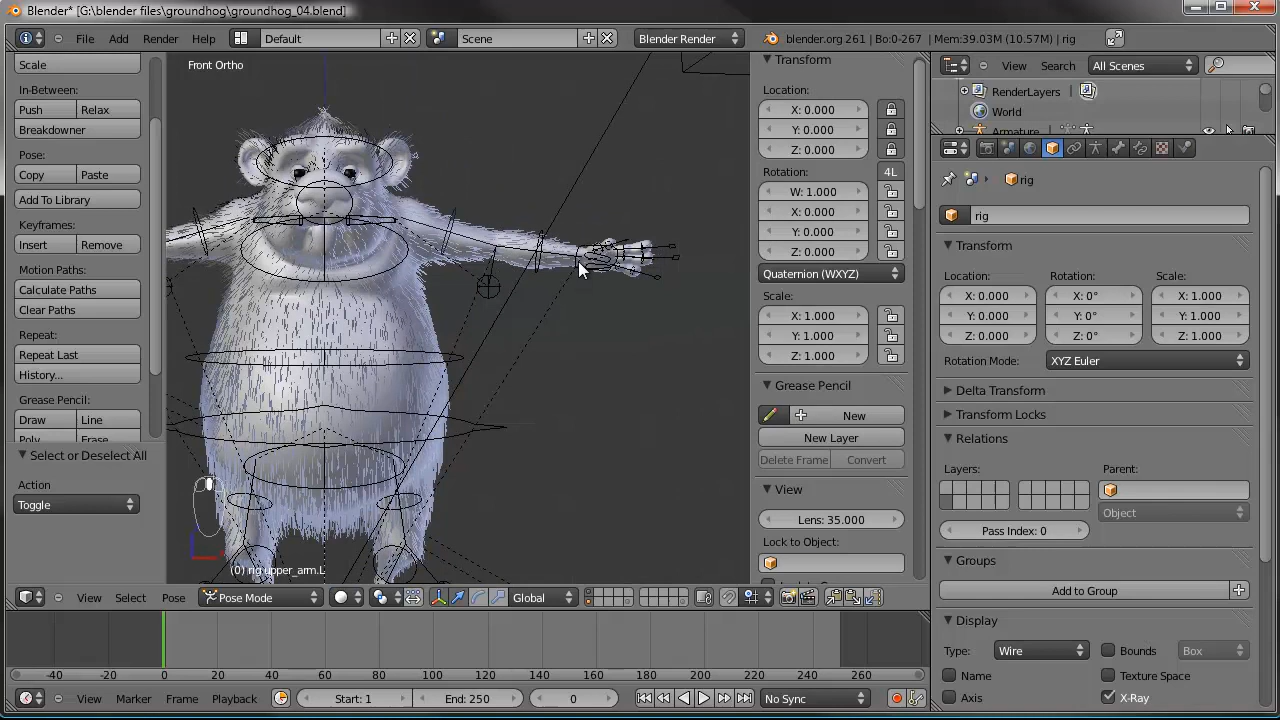 Blender* [G:\blender files\groundhog\groundhog_04.blend]
File Add Render Help Default Scene Blender Render blender.org 261 | Bo:0-267 | Mem:39.03M (10.57M) | rig
Scale
In-Between:
Push Relax
Breakdowner
Pose:
Copy Paste
Add To Library
Keyframes:
Insert Remove
Motion Paths:
Calculate Paths
Clear Paths
Repeat:
Repeat Last
History...
Grease Pencil:
Draw Line
Poly Erase
Select or Deselect All
Action
Toggle
Front Ortho
(0) rig upper_arm.L
Transform
Location:
X: 0.000
Y: 0.000
Z: 0.000
Rotation: 4L
W: 1.000
X: 0.000
Y: 0.000
Z: 0.000
Quaternion (WXYZ)
Scale:
X: 1.000
Y: 1.000
Z: 1.000
Grease Pencil
New
New Layer
Delete Frame Convert
View
Lens: 35.000
Lock to Object:
View Search All Scenes
RenderLayers
World
Armature
rig
rig
Transform
Location: Rotation: Scale:
X: 0.000 X: 0° X: 1.000
Y: 0.000 Y: 0° Y: 1.000
Z: 0.000 Z: 0° Z: 1.000
Rotation Mode: XYZ Euler
Delta Transform
Transform Locks
Relations
Layers: Parent:
Object
Pass Index: 0
Groups
Add to Group
Display
Type: Wire Bounds Box
Name Texture Space
Axis X-Ray
View Select Pose Pose Mode Global
-40 -20 0 20 40 60 80 100 120 140 160 180 200 220 240 260
View Marker Frame Playback Start: 1 End: 250 0 No Sync